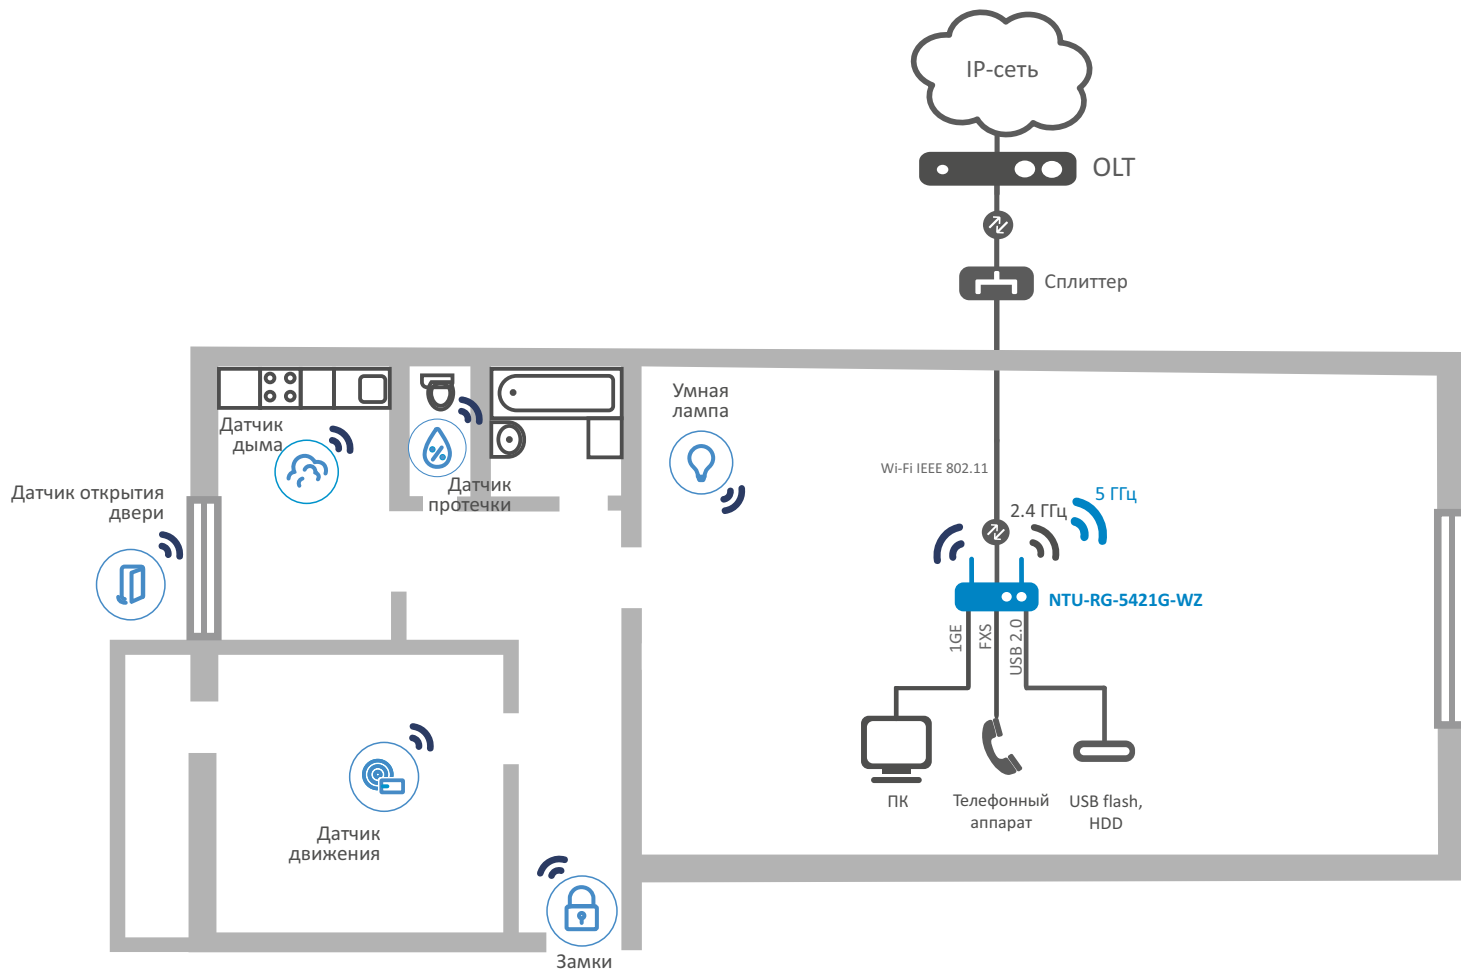 IP-сеть
OLT
Сплиттер
Умная
лампа
Датчик
дыма
Датчик
протечки
Датчик открытия
двери
Wi-Fi IEEE 802.11
5 ГГц
2.4 ГГц
NTU-RG-5421G-WZ
1GE
FXS
USB 2.0
ПК
Телефонный
аппарат
USB flash,
HDD
Датчик
движения
Замки